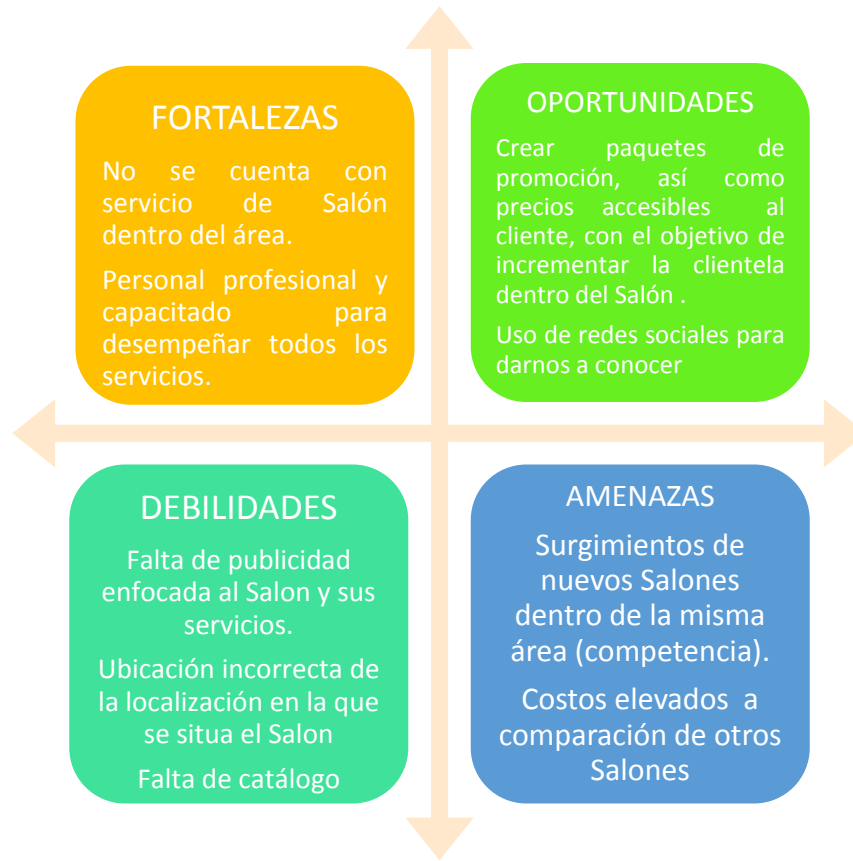 FORTALEZAS
No se cuenta con
servicio de Salón
dentro del área.
Personal profesional y
capacitado para
desempeñar todos los
servicios.
OPORTUNIDADES
Crear paquetes de
promoción, así como
precios accesibles al
cliente, con el objetivo de
incrementar la clientela
dentro del Salón .
Uso de redes sociales para
darnos a conocer
DEBILIDADES
Falta de publicidad
enfocada al Salon y sus
servicios.
Ubicación incorrecta de
la localización en la que
se situa el Salon
Falta de catálogo
AMENAZAS
Surgimientos de
nuevos Salones
dentro de la misma
área (competencia).
Costos elevados a
comparación de otros
Salones